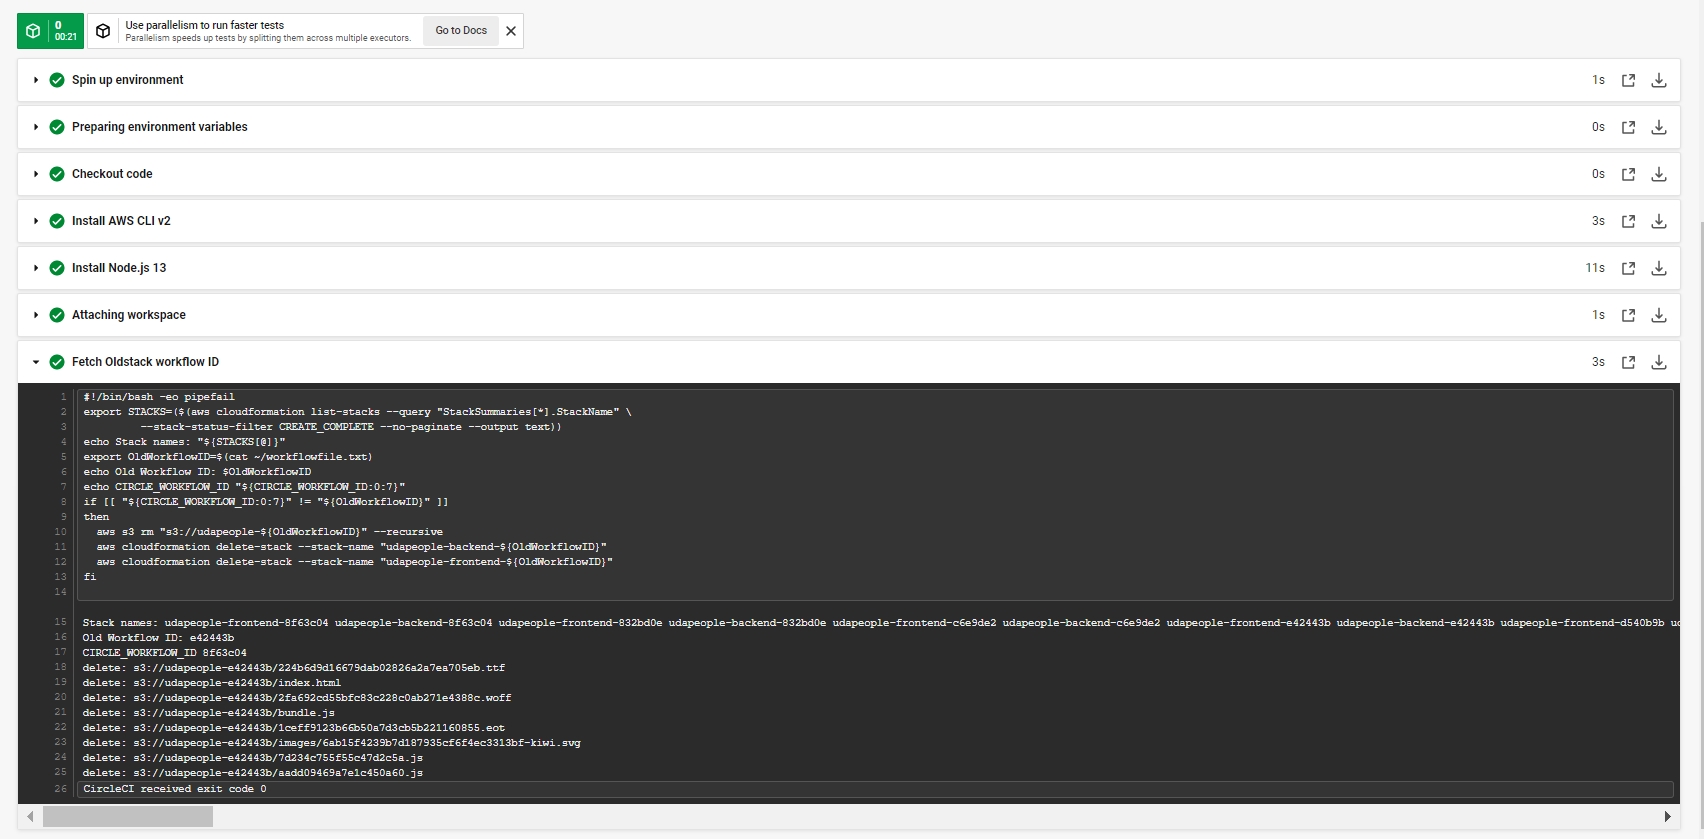 0
00:21
Use parallelism to run faster tests
Parallelism speeds up tests by splitting them across multiple executors.
Go to Docs
Spin up environment 1s
Preparing environment variables 0s
Checkout code 0s
Install AWS CLI v2 3s
Install Node.js 13 11s
Attaching workspace 1s
Fetch Oldstack workflow ID 3s
1 #!/bin/bash -eo pipefail
2 export STACKS=($(aws cloudformation list-stacks --query "StackSummaries[*].StackName" \
3 --stack-status-filter CREATE_COMPLETE --no-paginate --output text))
4 echo Stack names: "${STACKS[@]}"
5 export OldWorkflowID=$(cat ~/workflowfile.txt)
6 echo Old Workflow ID: $OldWorkflowID
7 echo CIRCLE_WORKFLOW_ID "${CIRCLE_WORKFLOW_ID:0:7}"
8 if [[ "${CIRCLE_WORKFLOW_ID:0:7}" != "${OldWorkflowID}" ]]
9 then
10 aws s3 rm "s3://udapeople-${OldWorkflowID}" --recursive
11 aws cloudformation delete-stack --stack-name "udapeople-backend-${OldWorkflowID}"
12 aws cloudformation delete-stack --stack-name "udapeople-frontend-${OldWorkflowID}"
13 fi
14
15 Stack names: udapeople-frontend-8f63c04 udapeople-backend-8f63c04 udapeople-frontend-832bd0e udapeople-backend-832bd0e udapeople-frontend-c6e9de2 udapeople-backend-c6e9de2 udapeople-frontend-e42443b udapeople-backend-e42443b udapeople-frontend-d540b9b
16 Old Workflow ID: e42443b
17 CIRCLE_WORKFLOW_ID 8f63c04
18 delete: s3://udapeople-e42443b/224b6d9d16679dab02826a2a7ea705eb.ttf
19 delete: s3://udapeople-e42443b/index.html
20 delete: s3://udapeople-e42443b/2fa692cd55bfc83c228c0ab271e4388c.woff
21 delete: s3://udapeople-e42443b/bundle.js
22 delete: s3://udapeople-e42443b/1ceff9123b66b50a7d3cb5b221160855.eot
23 delete: s3://udapeople-e42443b/images/6ab15f4239b7d187935cf6f4ec3313bf-kiwi.svg
24 delete: s3://udapeople-e42443b/7d234c755f55c47d2c5a.js
25 delete: s3://udapeople-e42443b/aadd09469a7e1c450a60.js
26 CircleCI received exit code 0